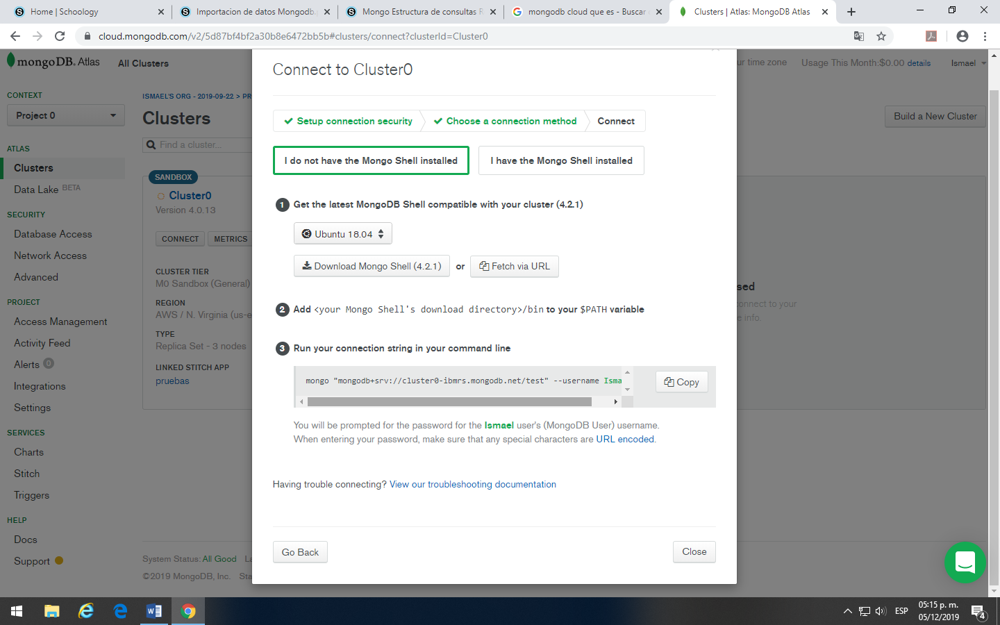 Home | Schoology
Importacion de datos Mongodb.
Mongo Estructura de consultas
mongodb cloud que es - Buscar
Clusters | Atlas: MongoDB Atlas
cloud.mongodb.com/v2/5d87bf4bf2a30b8e6472bb5b#clusters/connect?clusterId=Cluster0
mongoDB. Atlas
All Clusters
ur time zone
Usage This Month:$0.00 details
Ismael
CONTEXT
Project 0
ATLAS
Clusters
Data Lake BETA
SECURITY
Database Access
Network Access
Advanced
PROJECT
Access Management
Activity Feed
Alerts 0
Integrations
Settings
SERVICES
Charts
Stitch
Triggers
HELP
Docs
Support
ISMAEL'S ORG - 2019-09-22 > PR
Clusters
Build a New Cluster
Find a cluster...
SANDBOX
Cluster0
Version 4.0.13
CONNECT
METRICS
CLUSTER TIER
M0 Sandbox (General)
REGION
AWS / N. Virginia (us-e
TYPE
Replica Set - 3 nodes
LINKED STITCH APP
pruebas
sed
onnect to your
e info.
System Status: All Good
©2019 MongoDB, Inc.
Connect to Cluster0
Setup connection security
Choose a connection method
Connect
I do not have the Mongo Shell installed
I have the Mongo Shell installed
1 Get the latest MongoDB Shell compatible with your cluster (4.2.1)
Ubuntu 18.04
Download Mongo Shell (4.2.1)
or
Fetch via URL
2 Add <your Mongo Shell's download directory>/bin to your $PATH variable
3 Run your connection string in your command line
mongo "mongodb+srv://cluster0-ibmrs.mongodb.net/test" --username Isma
Copy
You will be prompted for the password for the Ismael user's (MongoDB User) username.
When entering your password, make sure that any special characters are URL encoded.
Having trouble connecting? View our troubleshooting documentation
Go Back
Close
ESP
05:15 p. m.
05/12/2019
4